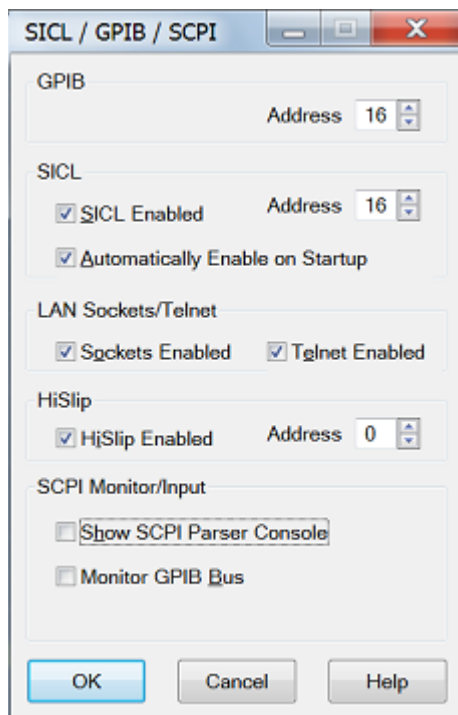 SICL / GPIB / SCPI
GPIB
Address 16
SICL
SICL Enabled Address 16
Automatically Enable on Startup
LAN Sockets/Telnet
Sockets Enabled Telnet Enabled
HiSlip
HiSlip Enabled Address 0
SCPI Monitor/Input
Show SCPI Parser Console
Monitor GPIB Bus
OK Cancel Help